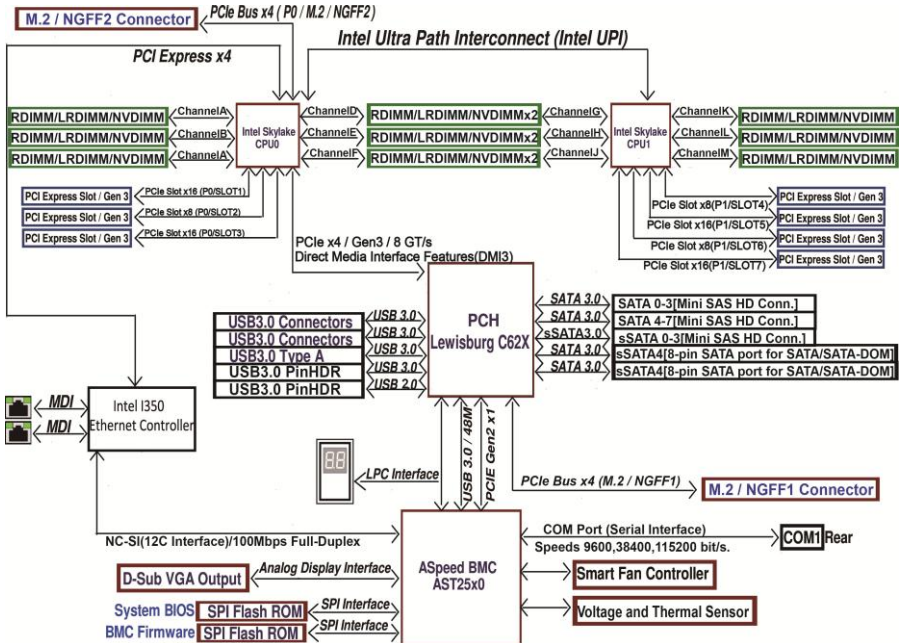 M.2 / NGFF2 Connector
PCIe Bus x4 ( P0 / M.2 / NGFF2)
Intel Ultra Path Interconnect (Intel UPI)
PCI Express x4
RDIMM/LRDIMM/NVDIMM
ChannelA
RDIMM/LRDIMM/NVDIMM
ChannelB
RDIMM/LRDIMM/NVDIMM
ChannelA
Intel Skylake
CPU0
ChannelD
RDIMM/LRDIMM/NVDIMMx2
ChannelG
ChannelE
RDIMM/LRDIMM/NVDIMMx2
ChannelH
ChannelF
RDIMM/LRDIMM/NVDIMMx2
ChannelJ
Intel Skylake
CPU1
ChannelK
RDIMM/LRDIMM/NVDIMM
ChannelL
RDIMM/LRDIMM/NVDIMM
ChannelM
RDIMM/LRDIMM/NVDIMM
PCI Express Slot / Gen 3
PCIe Slot x16 (P0/SLOT1)
PCI Express Slot / Gen 3
PCIe Slot x8 (P0/SLOT2)
PCI Express Slot / Gen 3
PCIe Slot x16 (P0/SLOT3)
PCIe Slot x8(P1/SLOT4)
PCI Express Slot / Gen 3
PCIe Slot x16(P1/SLOT5)
PCI Express Slot / Gen 3
PCIe Slot x8(P1/SLOT6)
PCI Express Slot / Gen 3
PCIe Slot x16(P1/SLOT7)
PCI Express Slot / Gen 3
PCIe x4 / Gen3 / 8 GT/s
Direct Media Interface Features(DMI3)
PCH
Lewisburg C62X
USB3.0 Connectors
USB 3.0
USB3.0 Connectors
USB 3.0
USB3.0 Type A
USB 3.0
USB3.0 PinHDR
USB 3.0
USB3.0 PinHDR
USB 2.0
SATA 3.0
SATA 0-3[Mini SAS HD Conn.]
SATA 3.0
SATA 4-7[Mini SAS HD Conn.]
sSATA3.0
sSATA 0-3[Mini SAS HD Conn.]
SATA 3.0
sSATA4[8-pin SATA port for SATA/SATA-DOM]
SATA 3.0
sSATA4[8-pin SATA port for SATA/SATA-DOM]
MDI
MDI
Intel I350
Ethernet Controller
88
LPC Interface
USB 3.0 / 48M
PCIE Gen2 x1
PCIe Bus x4 (M.2 / NGFF1)
M.2 / NGFF1 Connector
NC-SI(12C Interface)/100Mbps Full-Duplex
ASpeed BMC
AST25x0
COM Port (Serial Interface)
Speeds 9600,38400,115200 bit/s.
COM1 Rear
D-Sub VGA Output
Analog Display Interface
Smart Fan Controller
System BIOS
SPI Flash ROM
SPI Interface
Voltage and Thermal Sensor
BMC Firmware
SPI Flash ROM
SPI Interface